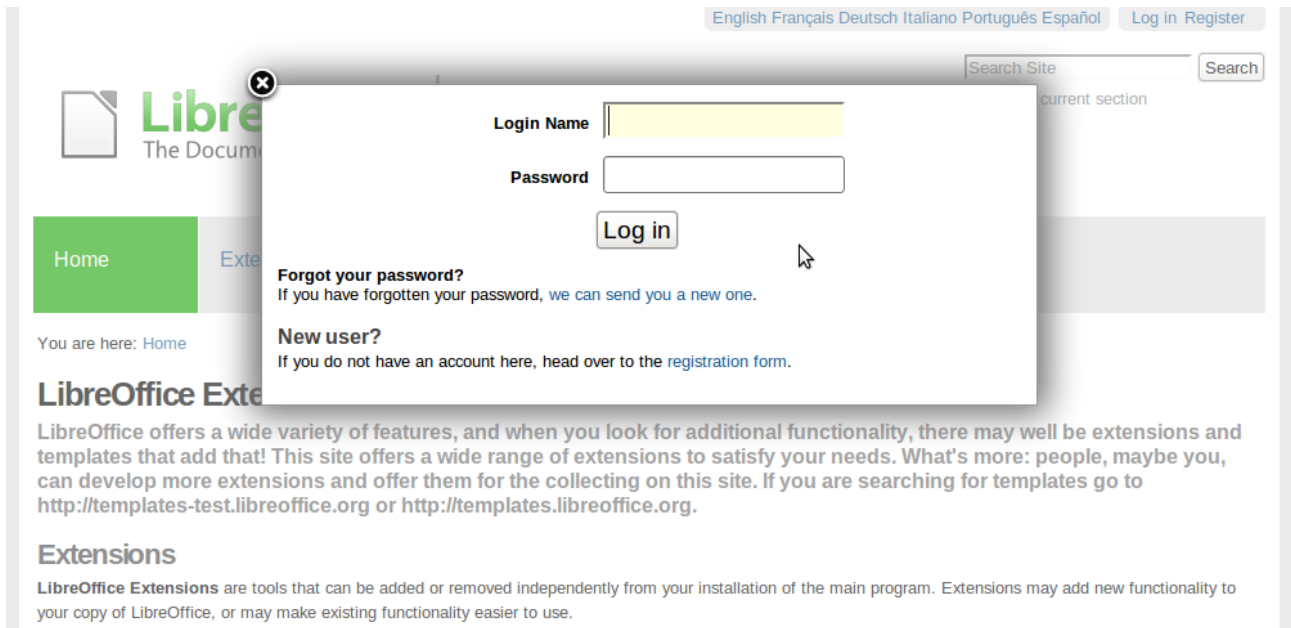 English Français Deutsch Italiano Português Español Log in Register
Search Site Search
current section
Libre
The Docum
Login Name
Password
Log in
Home
Exte
Forgot your password?
If you have forgotten your password, we can send you a new one.
New user?
If you do not have an account here, head over to the registration form.
You are here: Home
LibreOffice Exte
LibreOffice offers a wide variety of features, and when you look for additional functionality, there may well be extensions and
templates that add that! This site offers a wide range of extensions to satisfy your needs. What's more: people, maybe you,
can develop more extensions and offer them for the collecting on this site. If you are searching for templates go to
http://templates-test.libreoffice.org or http://templates.libreoffice.org.
Extensions
LibreOffice Extensions are tools that can be added or removed independently from your installation of the main program. Extensions may add new functionality to
your copy of LibreOffice, or may make existing functionality easier to use.